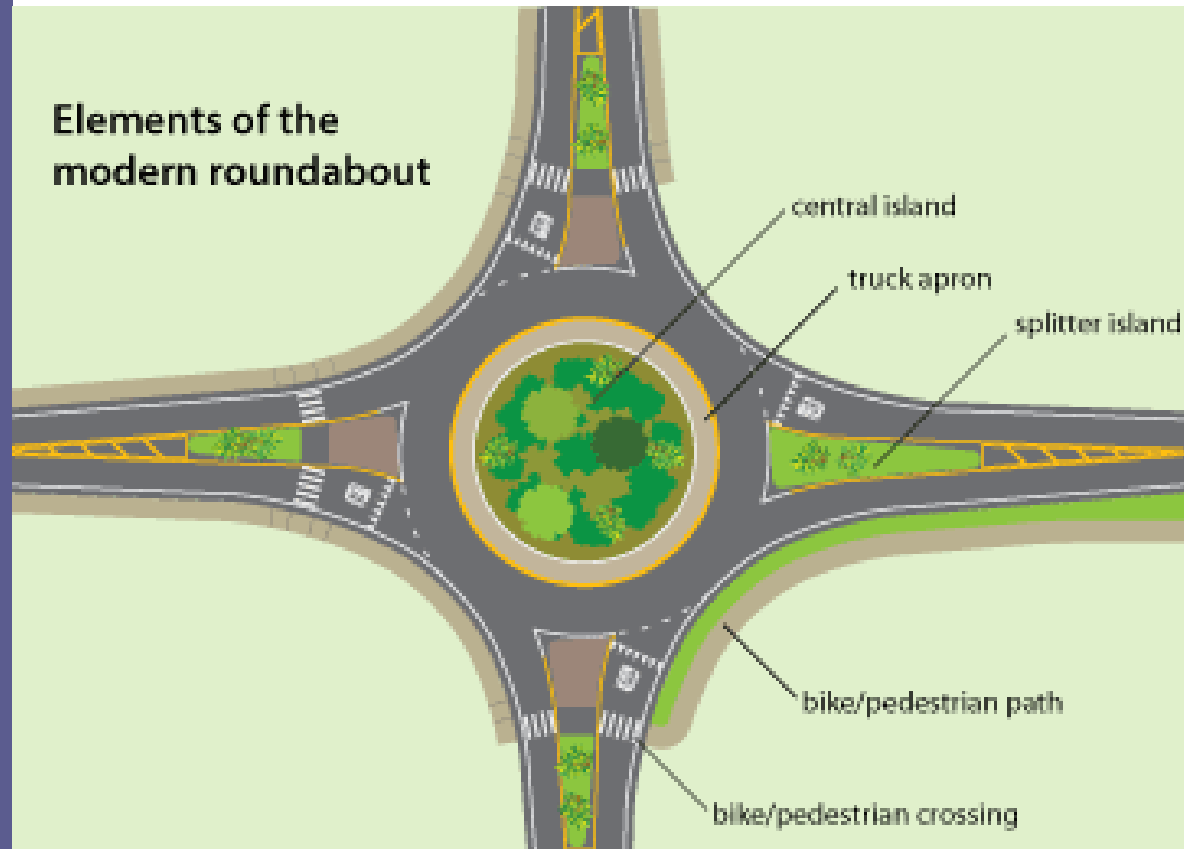 Elements of the
modern roundabout
central island
truck apron
splitter island
bike/pedestrian path
bike/pedestrian crossing